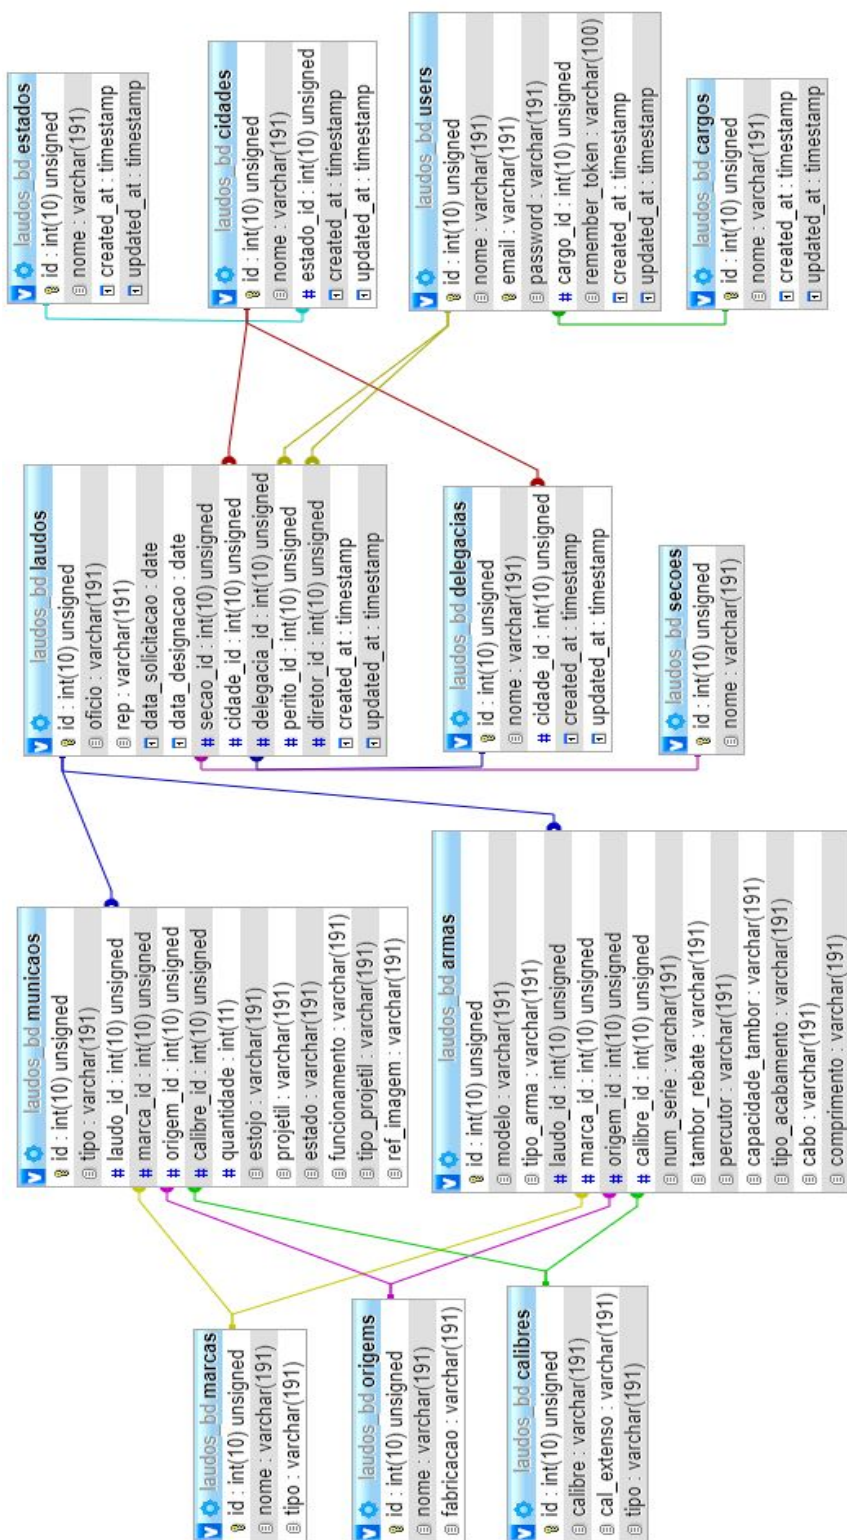 laudos_bd marcas
id : int(10) unsigned
nome : varchar(191)
tipo : varchar(191)
laudos_bd origems
id : int(10) unsigned
nome : varchar(191)
fabricacao : varchar(191)
laudos_bd calibres
id : int(10) unsigned
calibre : varchar(191)
cal_extenso : varchar(191)
tipo : varchar(191)
laudos_bd municaos
id : int(10) unsigned
tipo : varchar(191)
laudo_id : int(10) unsigned
marca_id : int(10) unsigned
origem_id : int(10) unsigned
calibre_id : int(10) unsigned
quantidade : int(11)
estojo : varchar(191)
projetil : varchar(191)
estado : varchar(191)
funcionamento : varchar(191)
tipo_projetil : varchar(191)
ref_imagem : varchar(191)
laudos_bd armas
id : int(10) unsigned
modelo : varchar(191)
tipo_arma : varchar(191)
laudo_id : int(10) unsigned
marca_id : int(10) unsigned
origem_id : int(10) unsigned
calibre_id : int(10) unsigned
num_serie : varchar(191)
tambor_rebate : varchar(191)
percutor : varchar(191)
capacidade_tambor : varchar(191)
tipo_acabamento : varchar(191)
cabo : varchar(191)
comprimento : varchar(191)
laudos_bd laudos
id : int(10) unsigned
oficio : varchar(191)
rep : varchar(191)
data_solicitacao : date
data_designacao : date
secao_id : int(10) unsigned
cidade_id : int(10) unsigned
delegacia_id : int(10) unsigned
perito_id : int(10) unsigned
diretor_id : int(10) unsigned
created_at : timestamp
updated_at : timestamp
laudos_bd delegacias
id : int(10) unsigned
nome : varchar(191)
cidade_id : int(10) unsigned
created_at : timestamp
updated_at : timestamp
laudos_bd secoes
id : int(10) unsigned
nome : varchar(191)
laudos_bd estados
id : int(10) unsigned
nome : varchar(191)
created_at : timestamp
updated_at : timestamp
laudos_bd cidades
id : int(10) unsigned
nome : varchar(191)
estado_id : int(10) unsigned
created_at : timestamp
updated_at : timestamp
laudos_bd users
id : int(10) unsigned
nome : varchar(191)
email : varchar(191)
password : varchar(191)
cargo_id : int(10) unsigned
remember_token : varchar(100)
created_at : timestamp
updated_at : timestamp
laudos_bd cargos
id : int(10) unsigned
nome : varchar(191)
created_at : timestamp
updated_at : timestamp